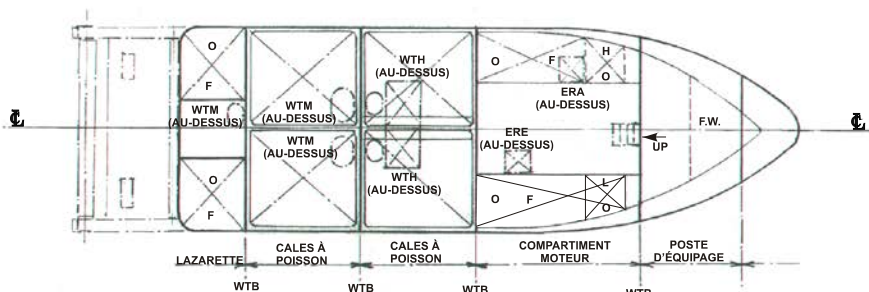 O
F
WTM
(AU-DESSUS)
O
F
WTM
(AU-DESSUS)
WTM
(AU-DESSUS)
WTH
(AU-DESSUS)
WTH
(AU-DESSUS)
O
F
H
O
ERA
(AU-DESSUS)
ERE
(AU-DESSUS)
O
F
L
O
UP
F.W.
℄
℄
LAZARETTE
CALES À
POISSON
CALES À
POISSON
COMPARTIMENT
MOTEUR
POSTE
D'ÉQUIPAGE
WTB
WTB
WTB
WTB